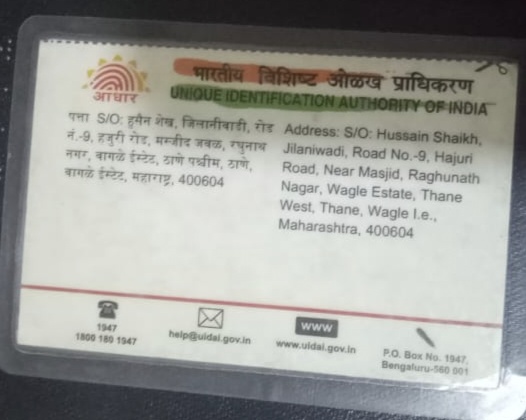 आधार
भारतीय विशिष्ट ओळख प्राधिकरण
UNIQUE IDENTIFICATION AUTHORITY OF INDIA
पत्ता S/O: हुसैन शेख, जिलानीवाडी, रोड
नं.-9, हजुरी रोड, मस्जीद जवळ, रघुनाथ
नगर, वागळे ईस्टेट, ठाणे पश्चीम, ठाणे,
वागळे ईस्टेट, महाराष्ट्र, 400604
Address: S/O: Hussain Shaikh,
Jilaniwadi, Road No.-9, Hajuri
Road, Near Masjid, Raghunath
Nagar, Wagle Estate, Thane
West, Thane, Wagle I.e.,
Maharashtra, 400604
1947
1800 180 1947
help@uidai.gov.in
www
www.uidai.gov.in
P.O. Box No. 1947,
Bengaluru-560 001